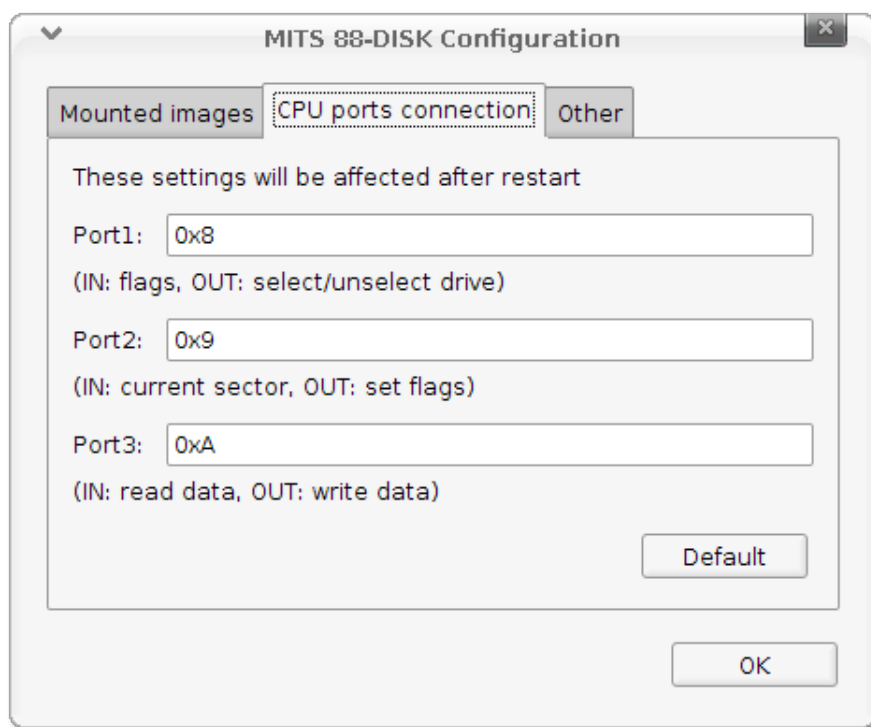 MITS 88-DISK Configuration
Mounted images CPU ports connection Other
These settings will be affected after restart
Port1: 0x8
(IN: flags, OUT: select/unselect drive)
Port2: 0x9
(IN: current sector, OUT: set flags)
Port3: 0xA
(IN: read data, OUT: write data)
Default
OK